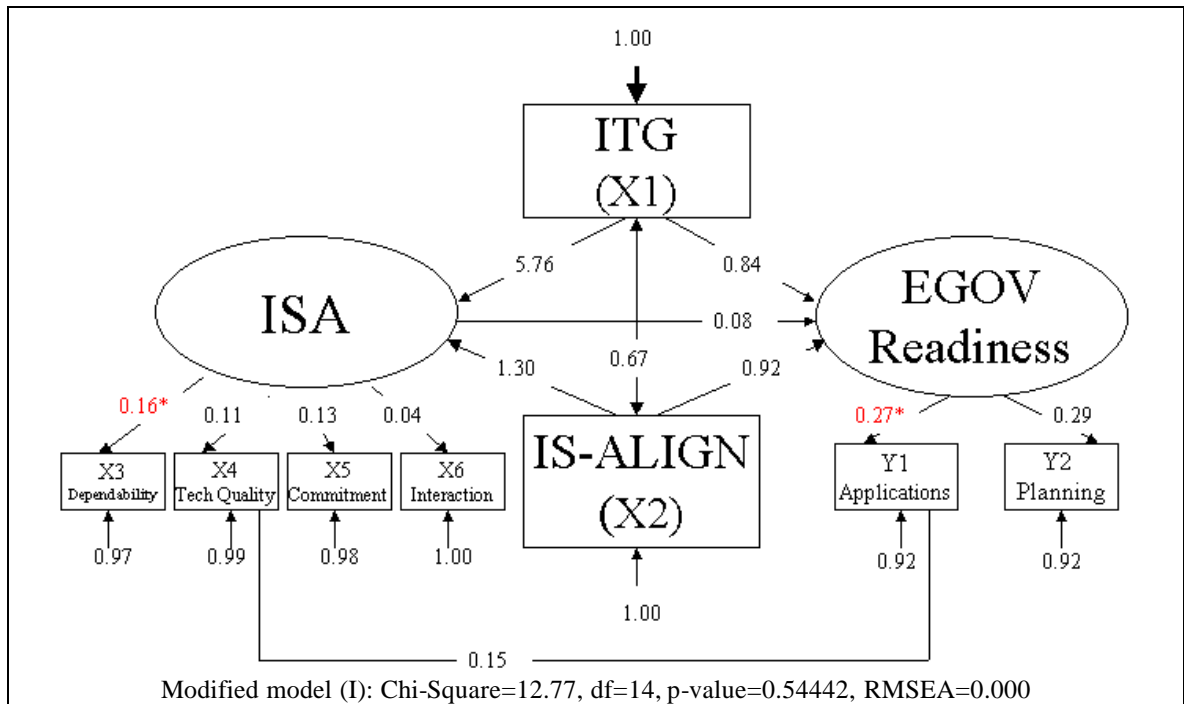 1.00
ITG
(X1)
5.76
0.84
ISA
EGOV
Readiness
0.08
0.67
1.30
0.92
0.16*
0.11
0.13
0.04
0.27*
0.29
IS-ALIGN
(X2)
X3
Dependability
X4
Tech Quality
X5
Commitment
X6
Interaction
Y1
Applications
Y2
Planning
0.97
0.99
0.98
1.00
0.92
0.92
1.00
0.15
Modified model (I): Chi-Square=12.77, df=14, p-value=0.54442, RMSEA=0.000